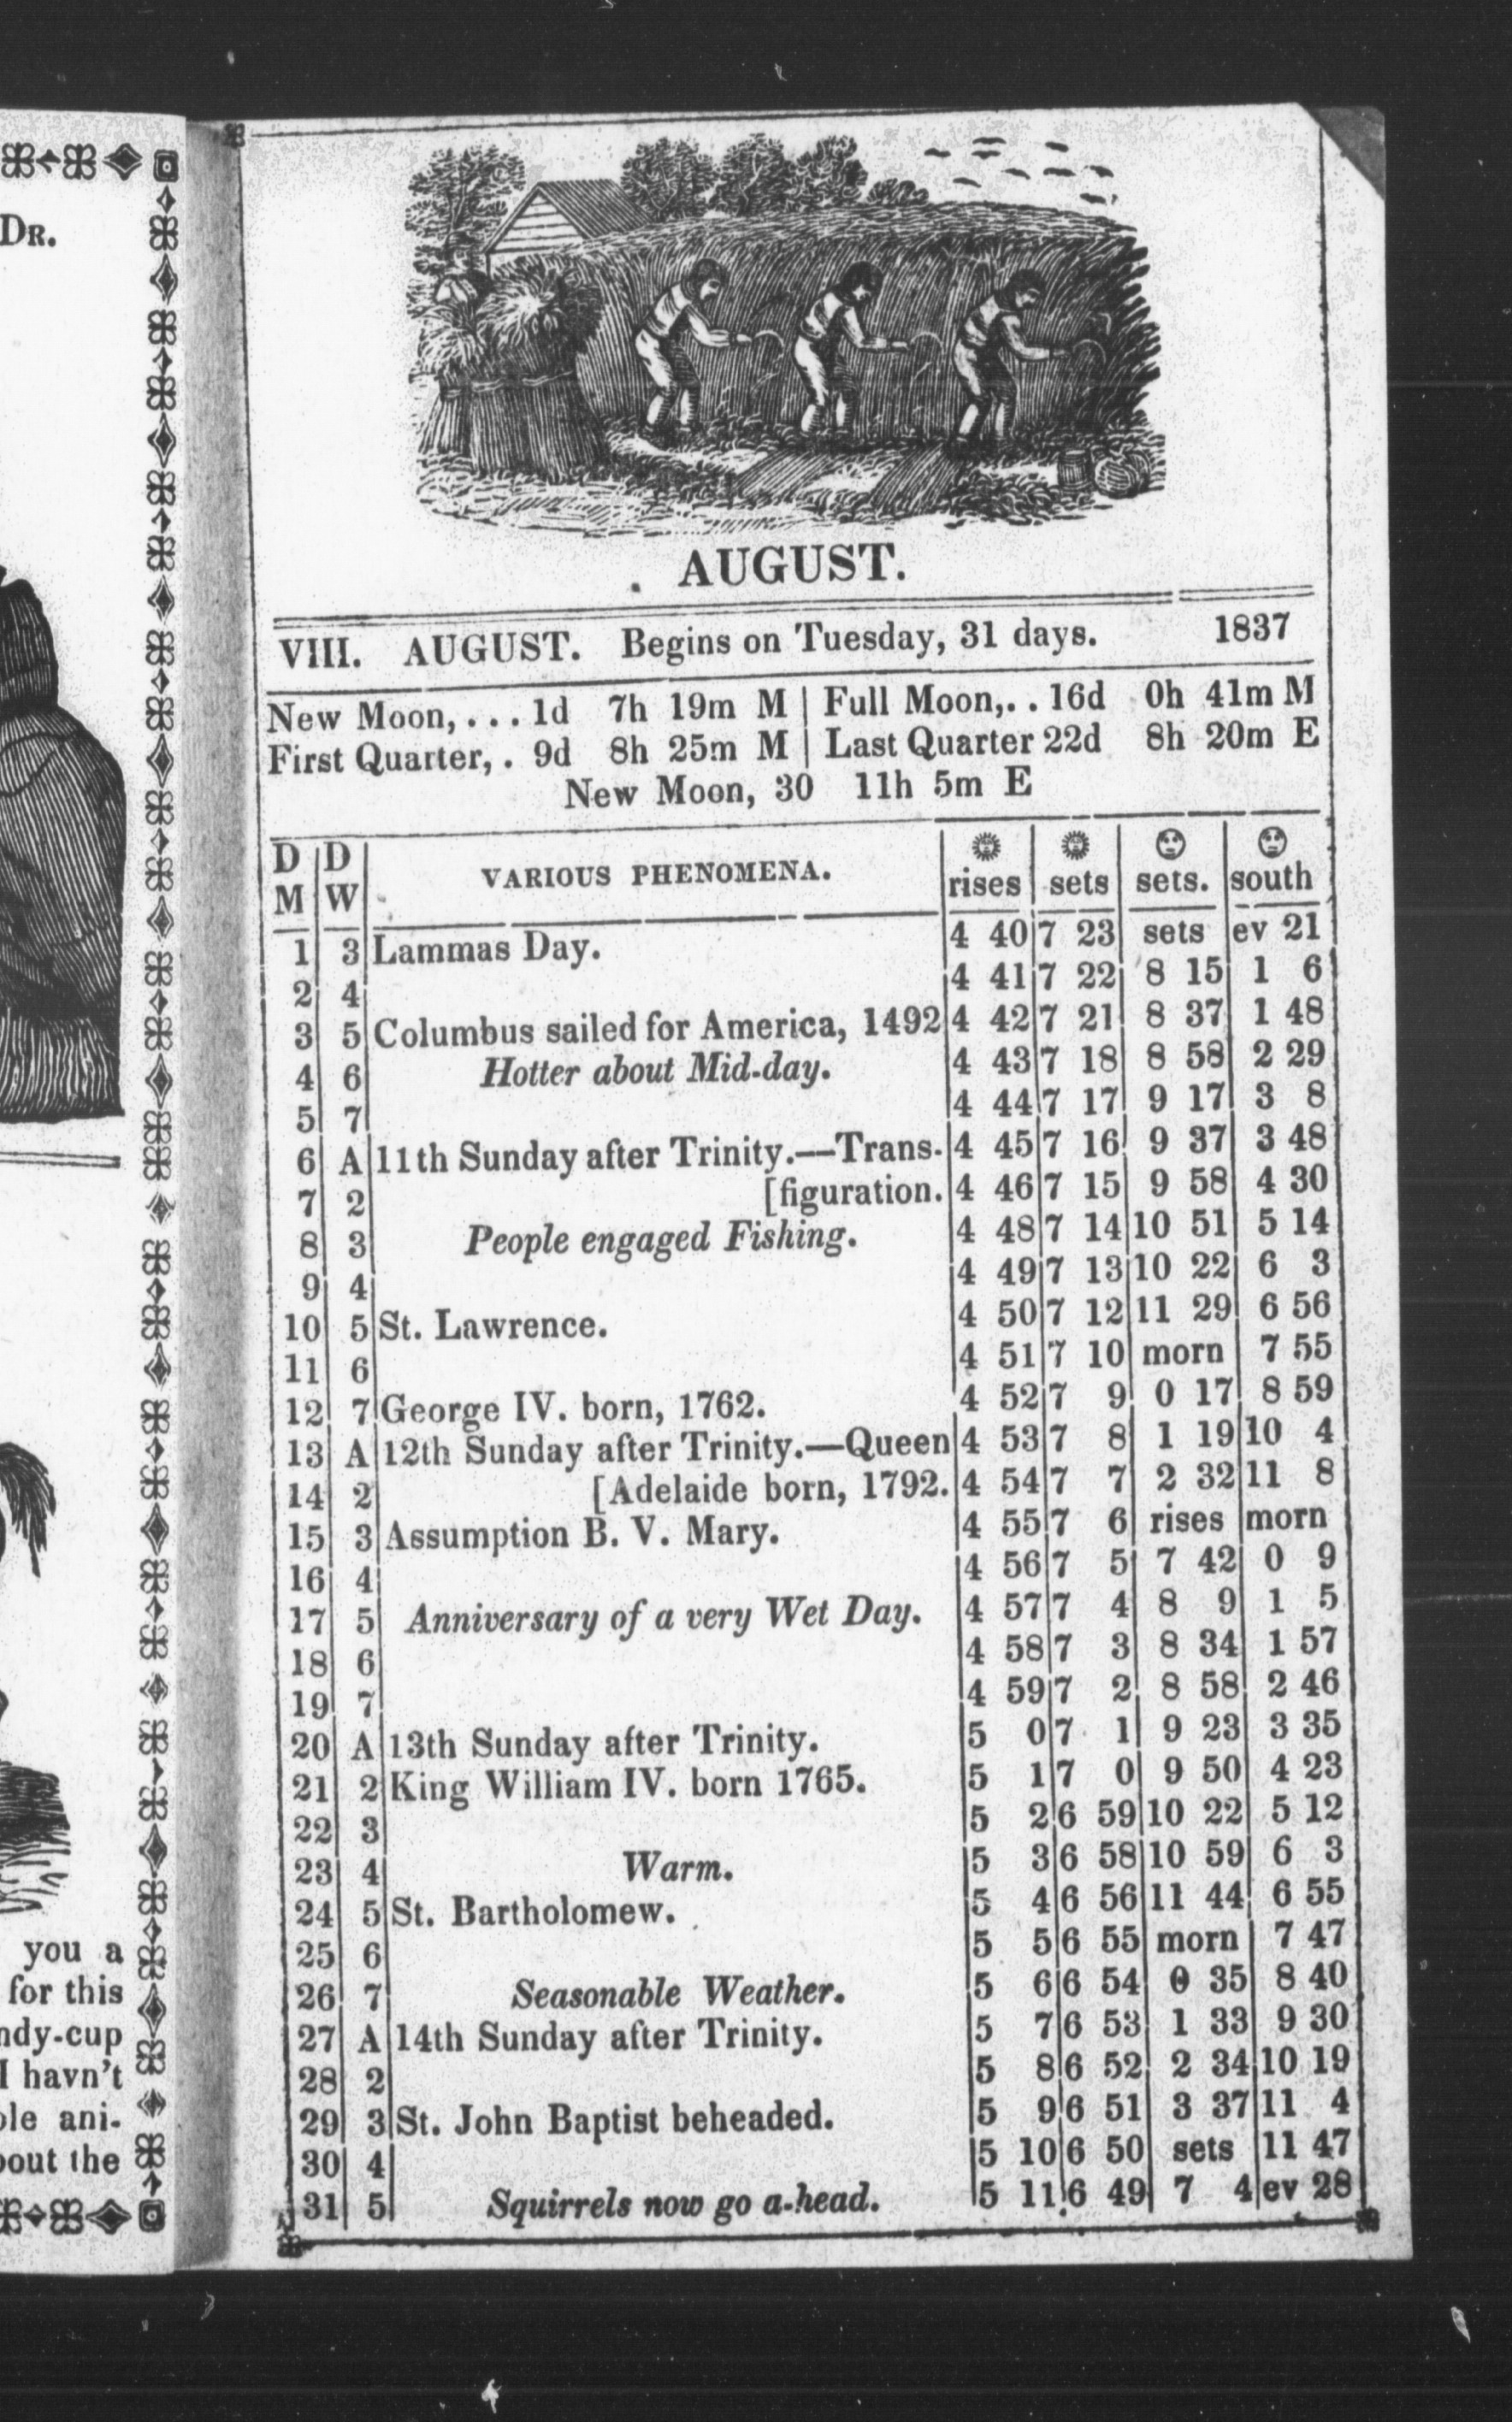 DR.
you a
for this
ndy-cup
I havn't
ole ani-
bout the
AUGUST.
VIII. AUGUST. Begins on Tuesday, 31 days. 1837
New Moon,... 1d 7h 19m M | Full Moon,.. 16d 0h 41m M
First Quarter,. 9d 8h 25m M | Last Quarter 22d 8h 20m E
New Moon, 30 11h 5m E
D M D W VARIOUS PHENOMENA. rises sets sets. south
1 3 Lammas Day. 4 40 7 23 sets ev 21
2 4 4 41 7 22 8 15 1 6
3 5 Columbus sailed for America, 1492 4 42 7 21 8 37 1 48
4 6 Hotter about Mid-day. 4 43 7 18 8 58 2 29
5 7 4 44 7 17 9 17 3 8
6 A 11th Sunday after Trinity.—Trans- 4 45 7 16 9 37 3 48
7 2 [figuration. 4 46 7 15 9 58 4 30
8 3 People engaged Fishing. 4 48 7 14 10 51 5 14
9 4 4 49 7 13 10 22 6 3
10 5 St. Lawrence. 4 50 7 12 11 29 6 56
11 6 4 51 7 10 morn 7 55
12 7 George IV. born, 1762. 4 52 7 9 0 17 8 59
13 A 12th Sunday after Trinity.—Queen 4 53 7 8 1 19 10 4
14 2 [Adelaide born, 1792. 4 54 7 7 2 32 11 8
15 3 Assumption B. V. Mary. 4 55 7 6 rises morn
16 4 4 56 7 5 7 42 0 9
17 5 Anniversary of a very Wet Day. 4 57 7 4 8 9 1 5
18 6 4 58 7 3 8 34 1 57
19 7 4 59 7 2 8 58 2 46
20 A 13th Sunday after Trinity. 5 0 7 1 9 23 3 35
21 2 King William IV. born 1765. 5 1 7 0 9 50 4 23
22 3 5 2 6 59 10 22 5 12
23 4 Warm. 5 3 6 58 10 59 6 3
24 5 St. Bartholomew. 5 4 6 56 11 44 6 55
25 6 5 5 6 55 morn 7 47
26 7 Seasonable Weather. 5 6 6 54 0 35 8 40
27 A 14th Sunday after Trinity. 5 7 6 53 1 33 9 30
28 2 5 8 6 52 2 34 10 19
29 3 St. John Baptist beheaded. 5 9 6 51 3 37 11 4
30 4 5 10 6 50 sets 11 47
31 5 Squirrels now go a-head. 5 11 6 49 7 4 ev 28